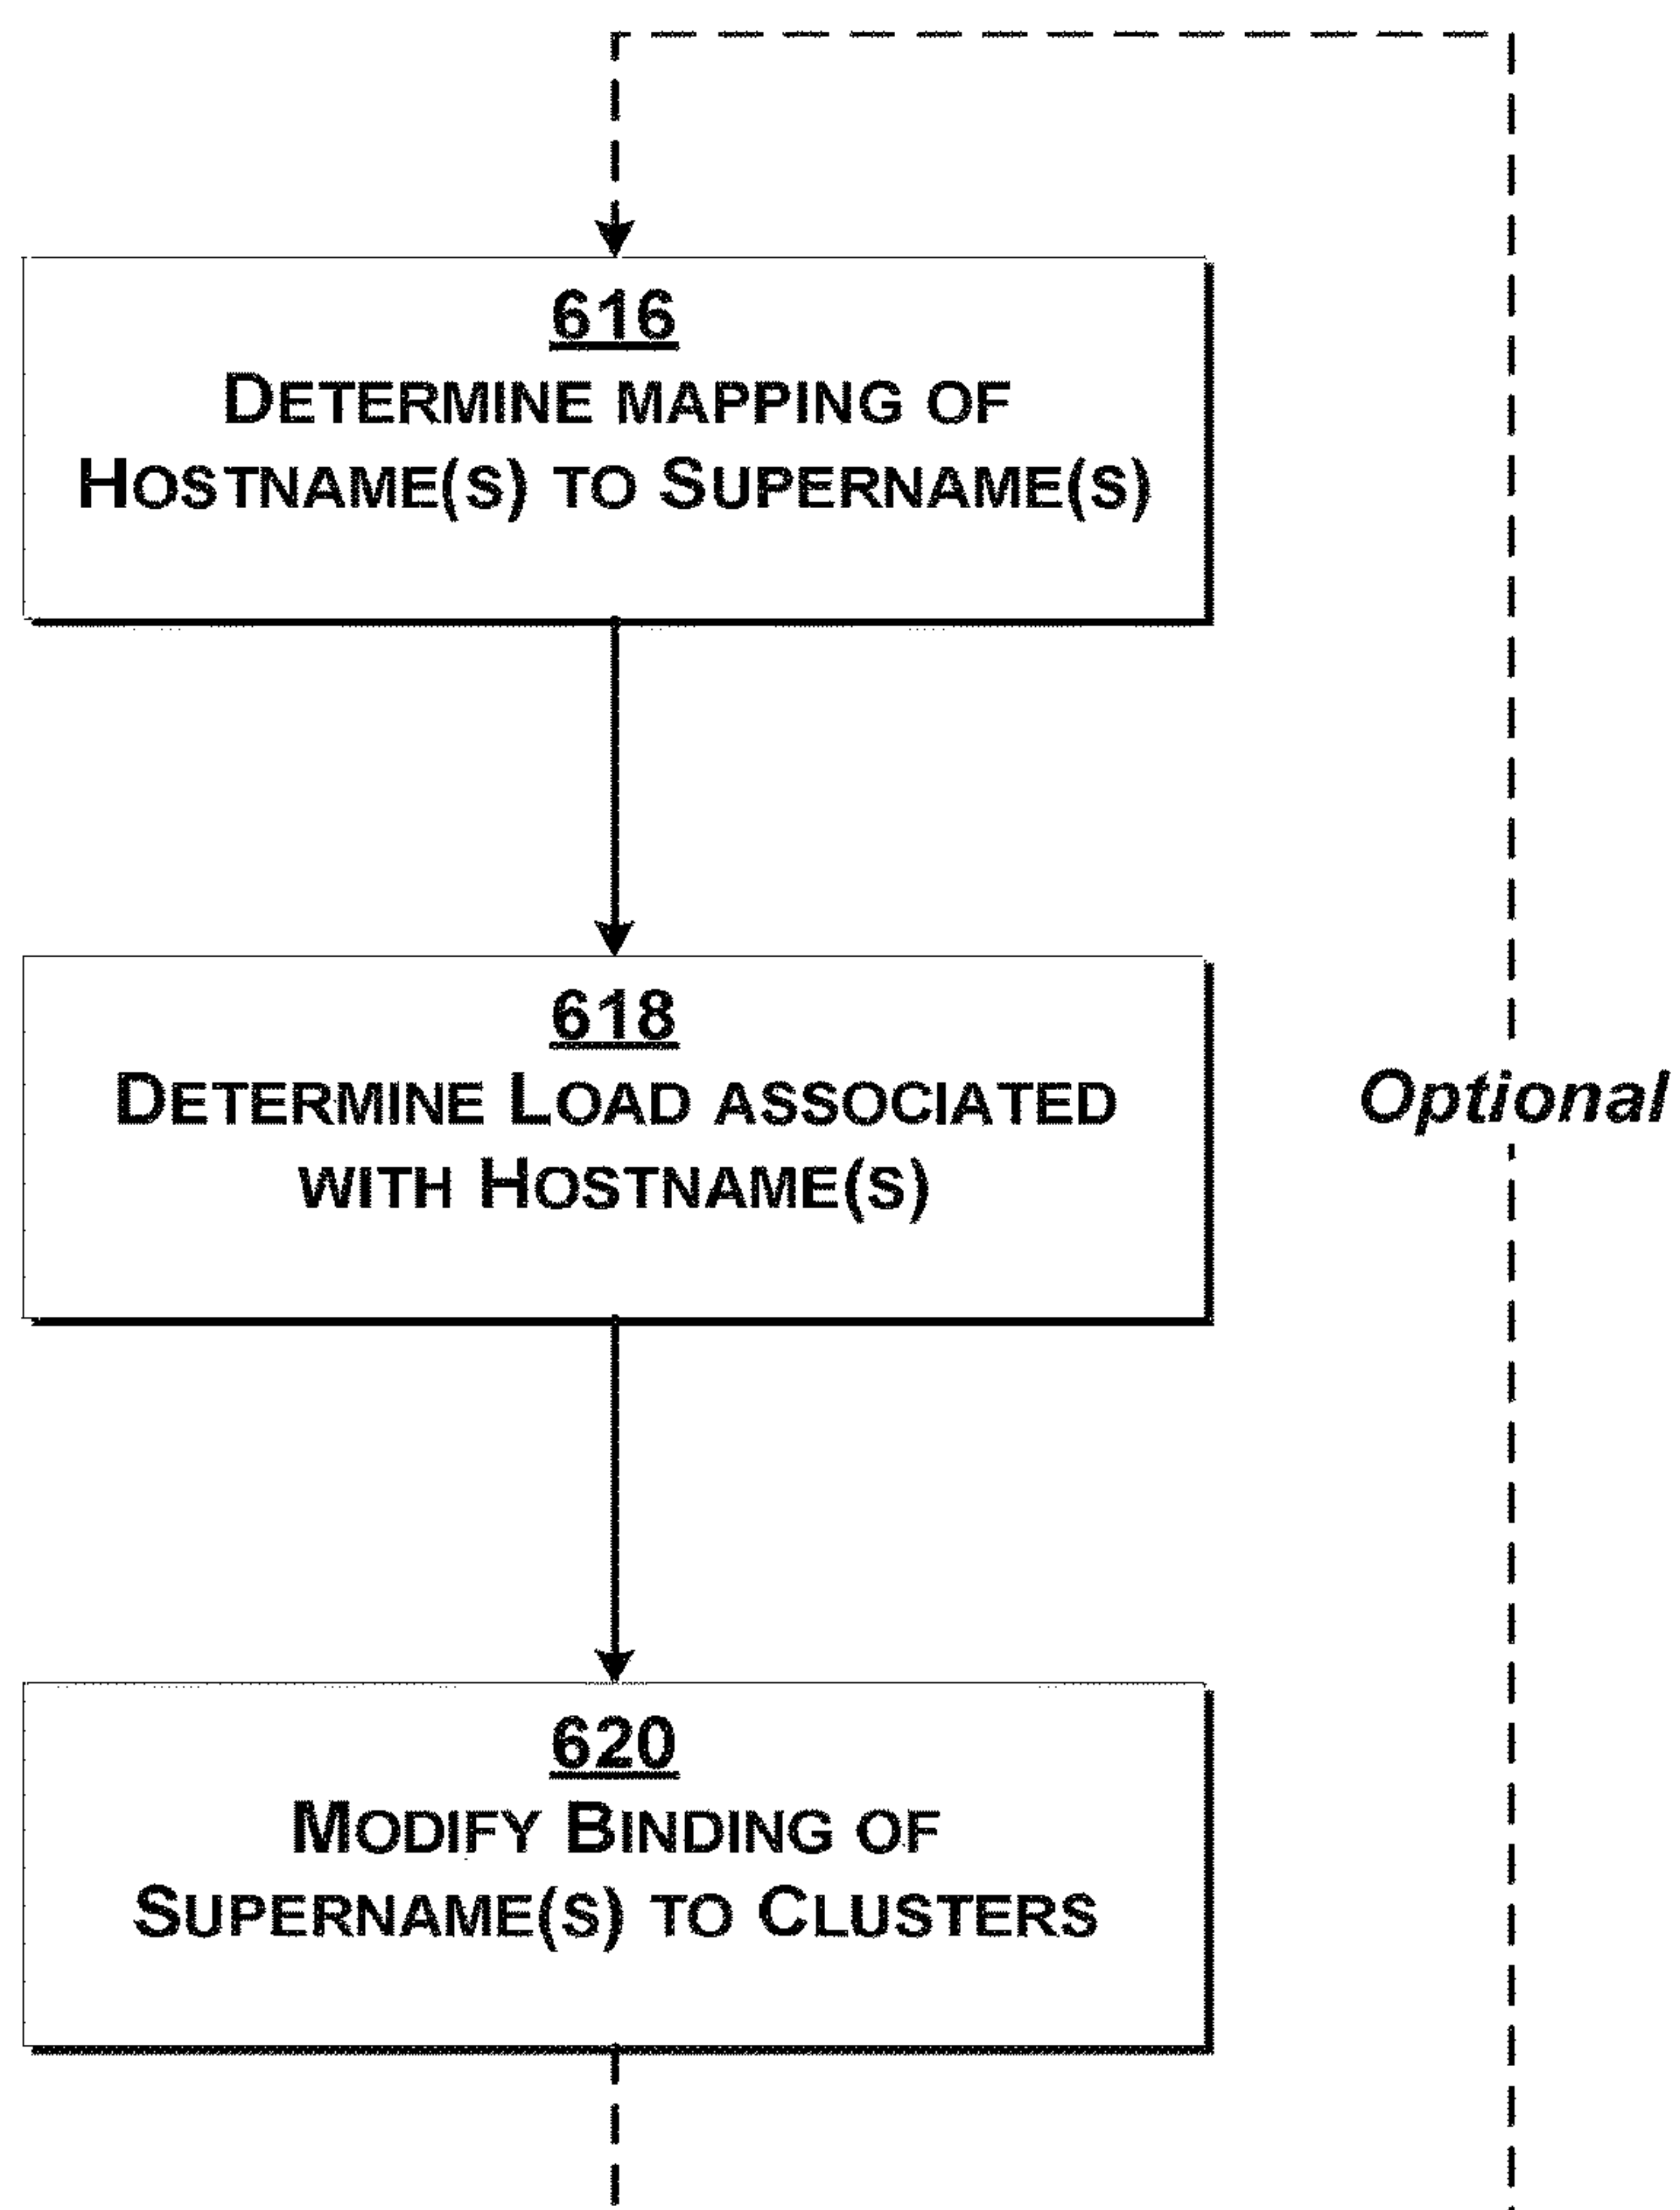 616
DETERMINE MAPPING OF
HOSTNAME(S) TO SUPERNAME(S)
618
DETERMINE LOAD ASSOCIATED
WITH HOSTNAME(S)
Optional
620
MODIFY BINDING OF
SUPERNAME(S) TO CLUSTERS